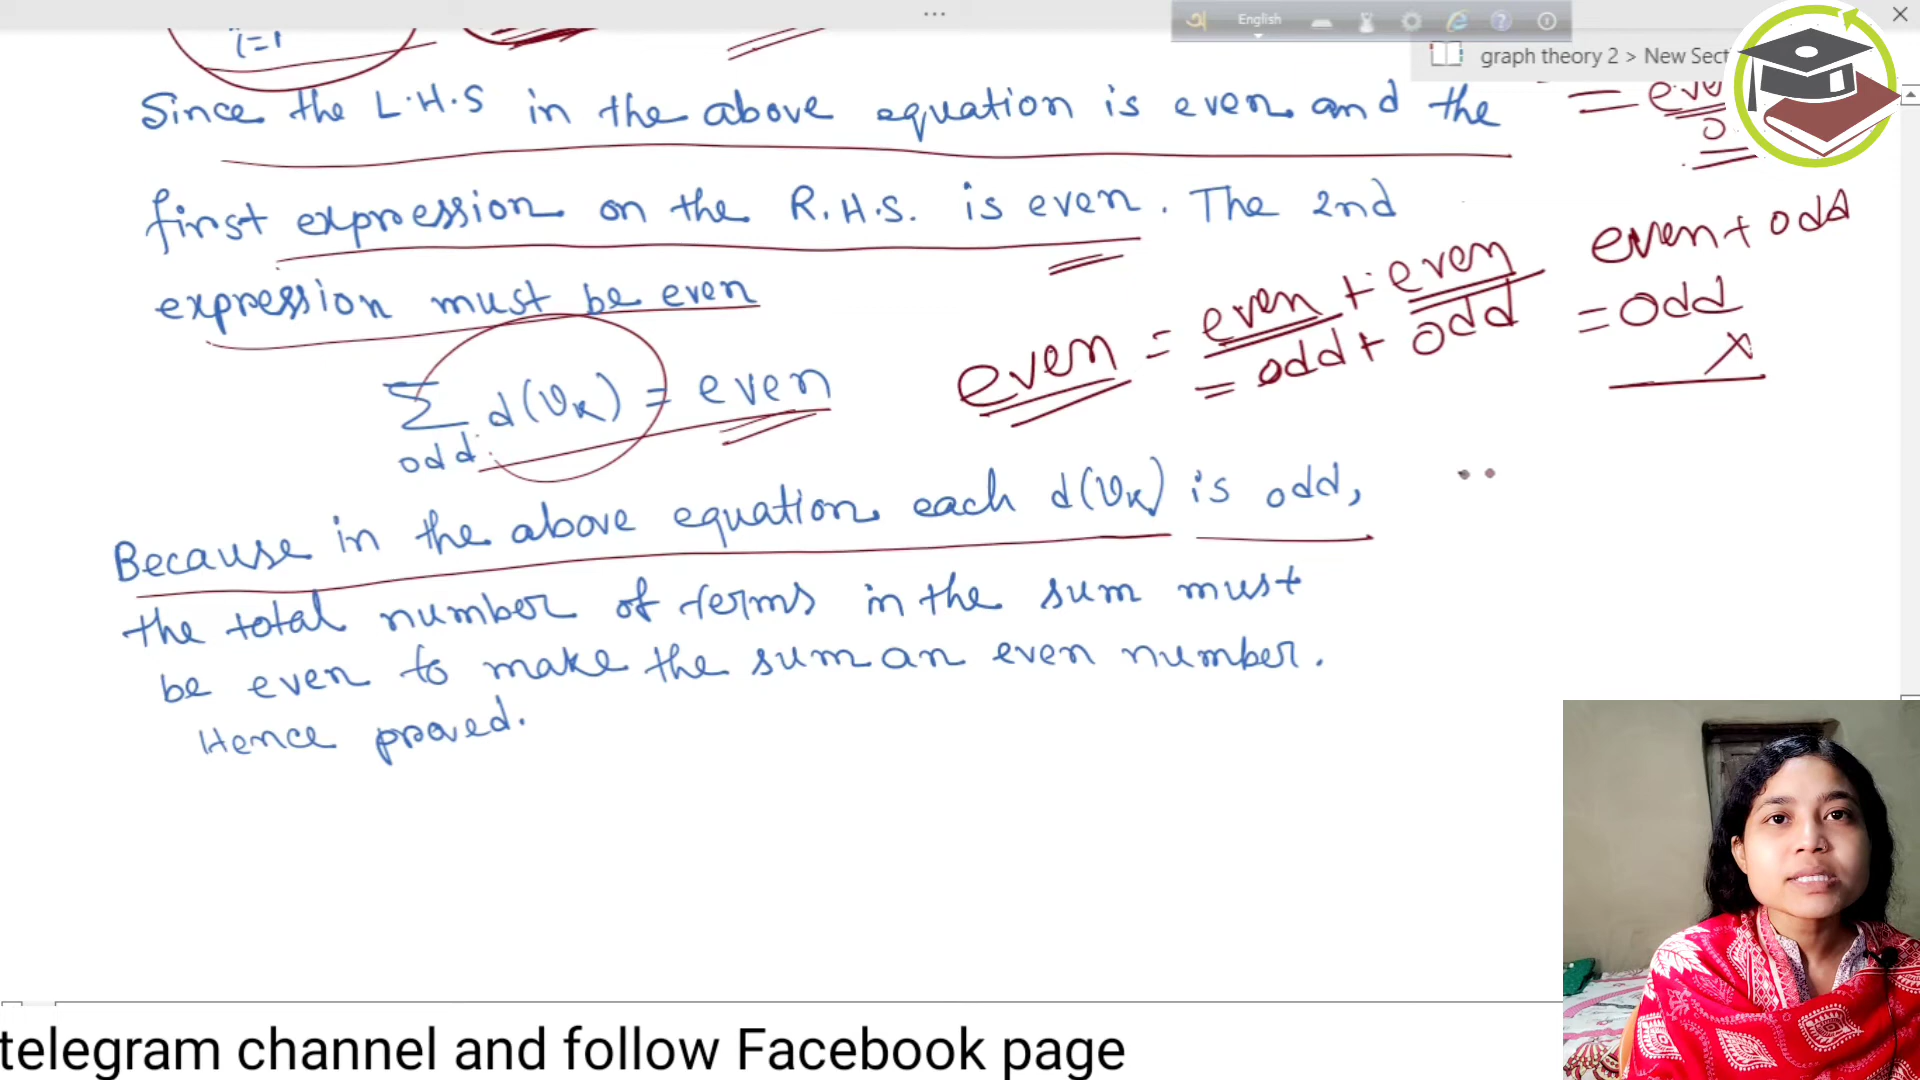 English
graph theory 2 > New Sect
i=1
Since the L.H.S in the above equation is even and the
first expression on the R.H.S. is even. The 2nd
expression must be even
∑ d(vₖ) = even
odd
even = even + even
= odd + odd
even + odd
= odd
×
Because in the above equation each d(vₖ) is odd,
the total number of terms in the sum must
be even to make the sum an even number.
Hence proved.
telegram channel and follow Facebook page